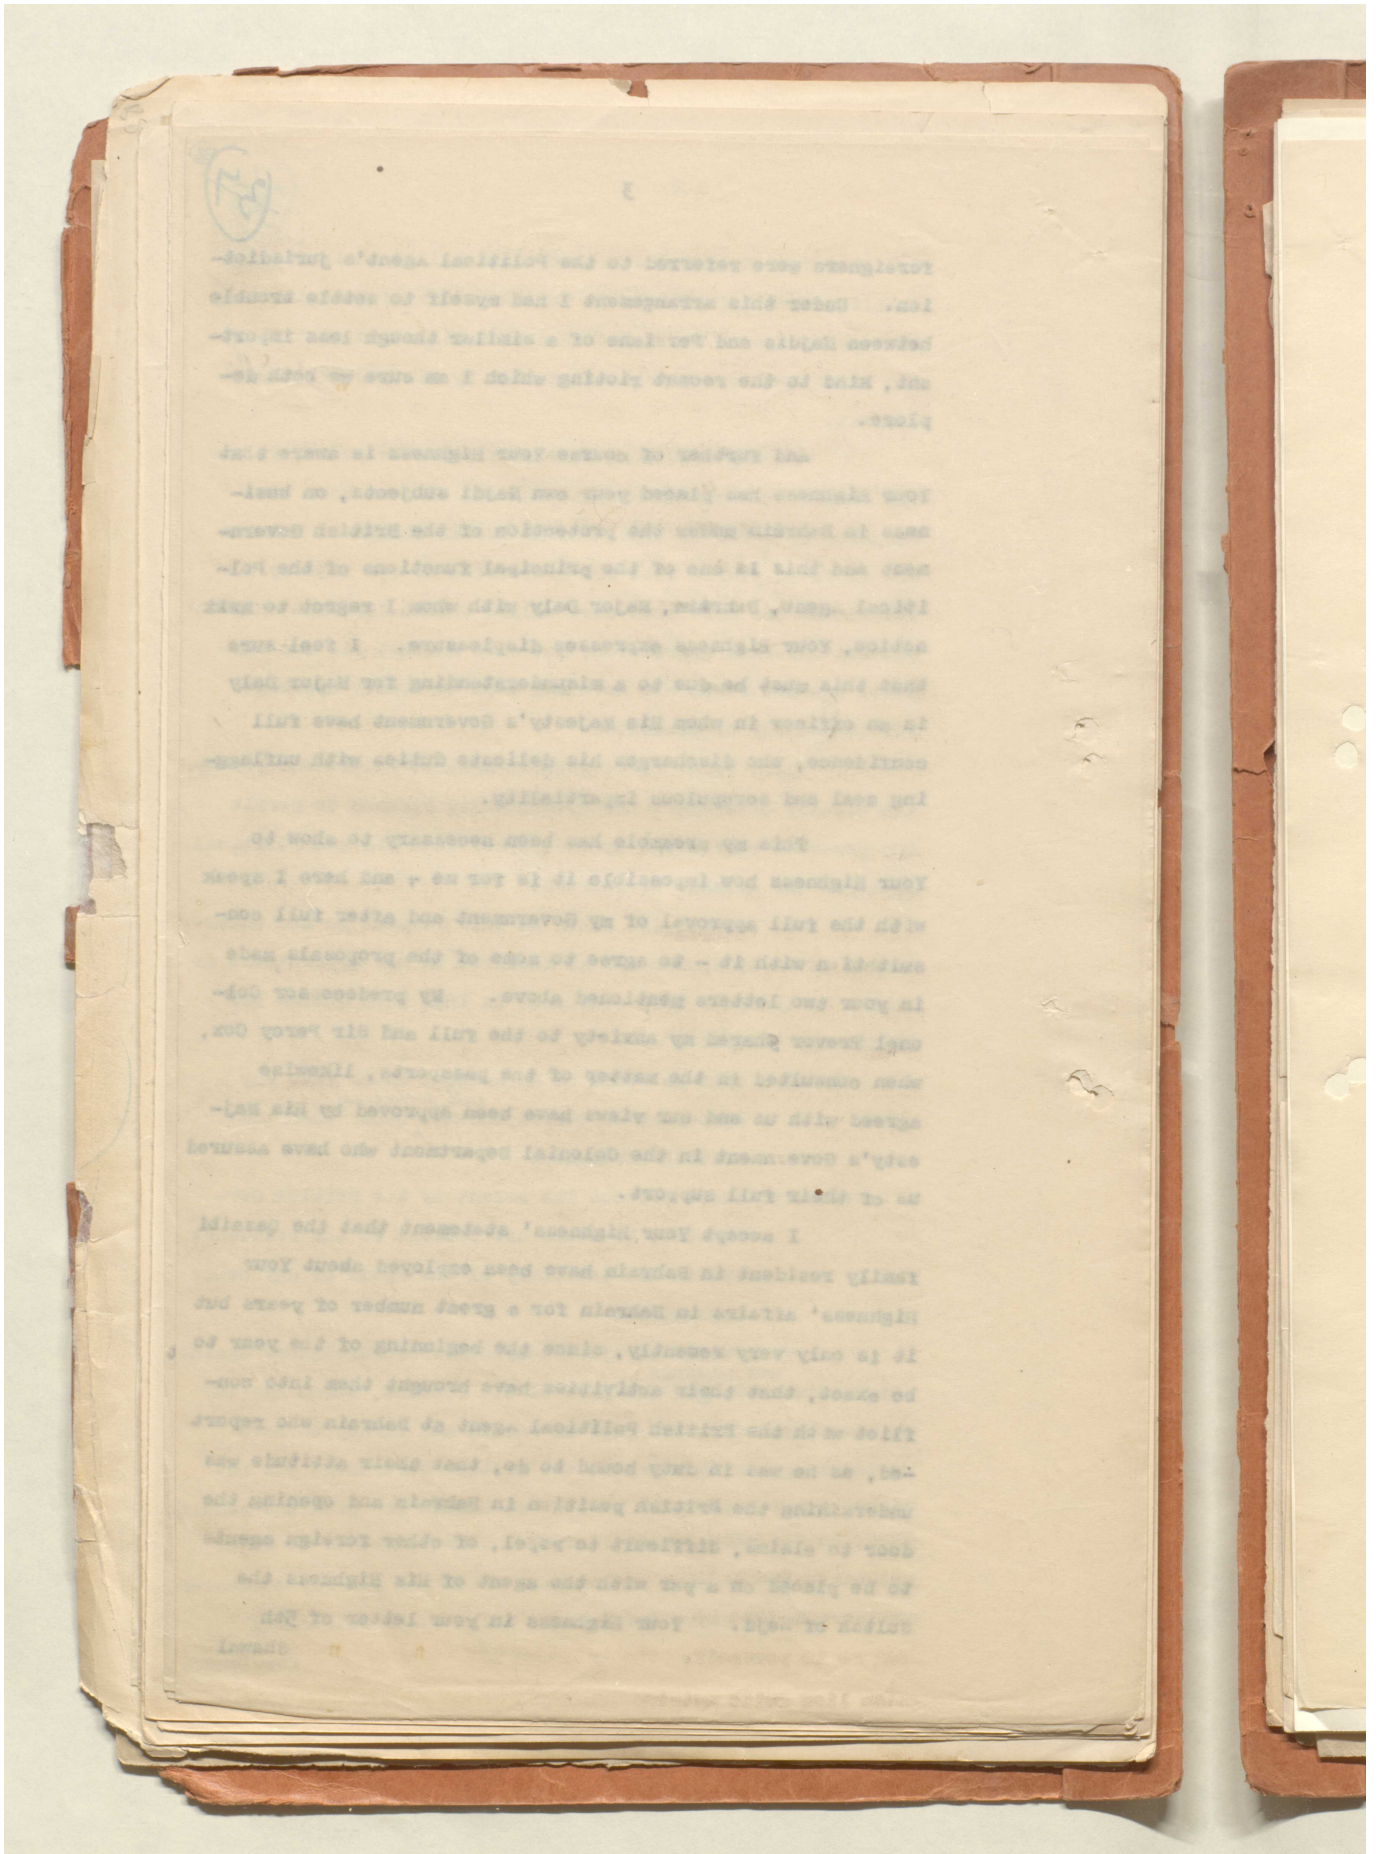 3
foreigners were referred to the Political Agent's jurisdict-
ion. Under this arrangement I had myself to settle trouble
between Najdis and Persians of a similar though less import-
ant, kind to the recent rioting which I am sure we both de-
plore.
And further of course Your Highness is aware that
Your Highness has placed your own Najdi subjects, on busi-
ness in Bahrain under the protection of the British Govern-
ment and this is one of the principal functions of the Pol-
itical Agent, Bahrain, Major Daly with whom I regret to
notice, Your Highness expresses displeasure. I feel sure
that this must be due to a misunderstanding for Major Daly
is an officer in whom His Majesty's Government have full
confidence, who discharges his delicate duties with unflagg-
ing zeal and scrupulous impartiality.
This my preamble has been necessary to show to
Your Highness how impossible it is for me - and here I speak
with the full approval of my Government and after full con-
sultation with it - to agree to some of the proposals made
in your two letters mentioned above. My predecessor Col-
onel Trevor shared my anxiety to the full and Sir Percy Cox,
when consulted in the matter of the passports, likewise
agreed with us and our views have been approved by His Maj-
esty's Government in the Colonial Department who have assured
us of their full support.
I accept Your Highness' statement that the Qasaibi
family resident in Bahrain have been employed about Your
Highness' affairs in Bahrain for a great number of years but
it is only very recently, since the beginning of the year to
be exact, that their activities have brought them into con-
flict with the British Political Agent at Bahrain who report
-ed, as he was in duty bound to do, that their attitude was
undermining the British position in Bahrain and opening the
door to claims, difficult to repel, of other foreign agents
to be placed on a par with the agent of His Highness the
Sultan of Najd. Your Highness in your letter of 5th
Shawal